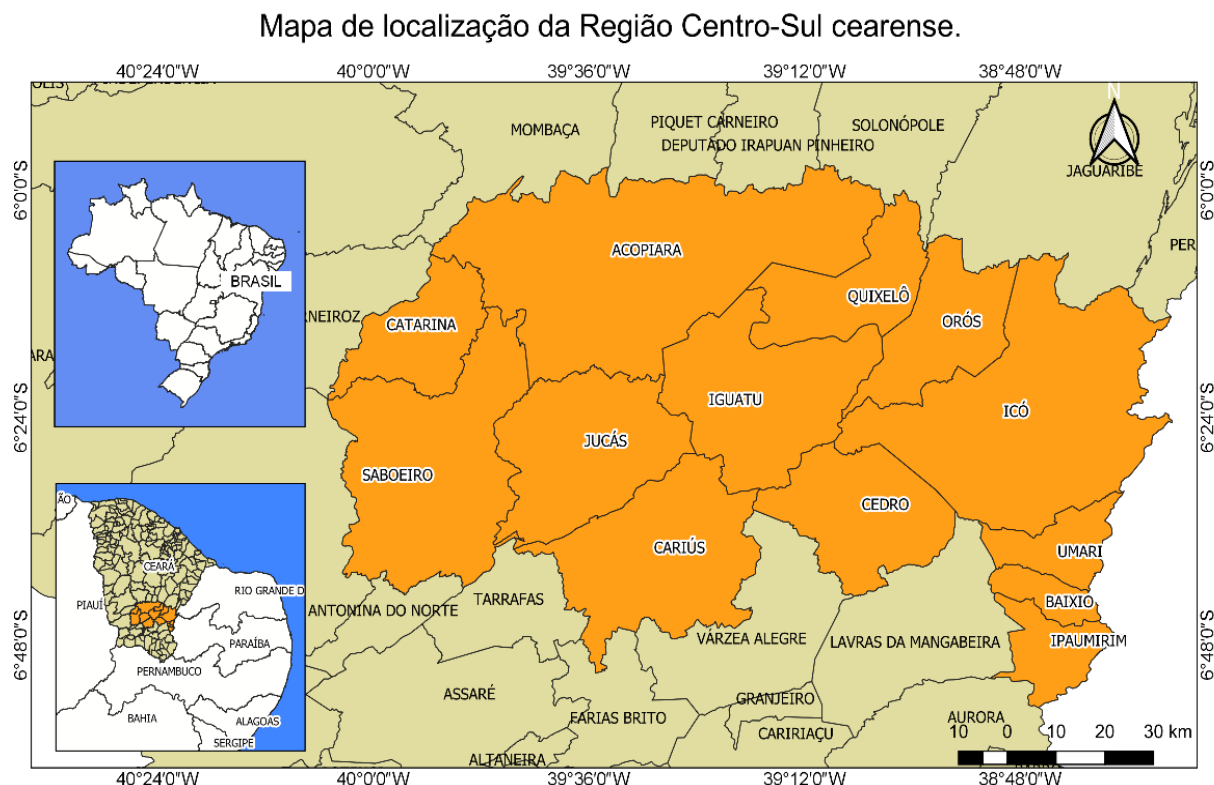 Mapa de localização da Região Centro-Sul cearense.
40°24'0"W 40°0'0"W 39°36'0"W 39°12'0"W 38°48'0"W
N
MOMBAÇA
PIQUET CARNEIRO
SOLONÓPOLE
DEPUTADO IRAPUAN PINHEIRO
JAGUARIBE
6°0'0"S
6°0'0"S
ACOPIARA
PER
BRASIL
QUIXELÔ
NEIROZ
CATARINA
ORÓS
ARA
IGUATU
ICÓ
6°24'0"S
6°24'0"S
JUCÁS
SABOEIRO
CEDRO
ÃO
CARIÚS
UMARI
CEARÁ
RIO GRANDE D
PIAUÍ
ANTONINA DO NORTE
TARRAFAS
BAIXIO
PARAÍBA
VÁRZEA ALEGRE
LAVRAS DA MANGABEIRA
IPAUMIRIM
6°48'0"S
6°48'0"S
PERNAMBUCO
ASSARÉ
GRANJEIRO
BAHIA
ALAGOAS
FARIAS BRITO
AURORA
CARIRIAÇU
SERGIPE
ALTANEIRA
10 0 10 20 30 km
40°24'0"W 40°0'0"W 39°36'0"W 39°12'0"W 38°48'0"W